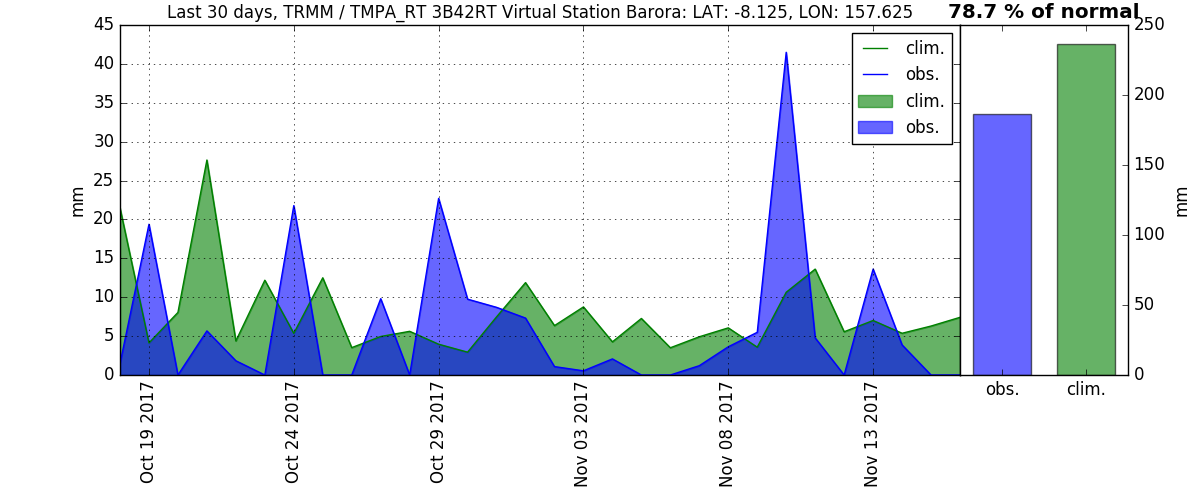 Last 30 days, TRMM / TMPA_RT 3B42RT Virtual Station Barora: LAT: -8.125, LON: 157.625
78.7 % of normal
45
40
35
30
25
20
15
10
5
0
mm
clim.
obs.
clim.
obs.
250
200
150
100
50
0
mm
obs.
clim.
Oct 19 2017
Oct 24 2017
Oct 29 2017
Nov 03 2017
Nov 08 2017
Nov 13 2017